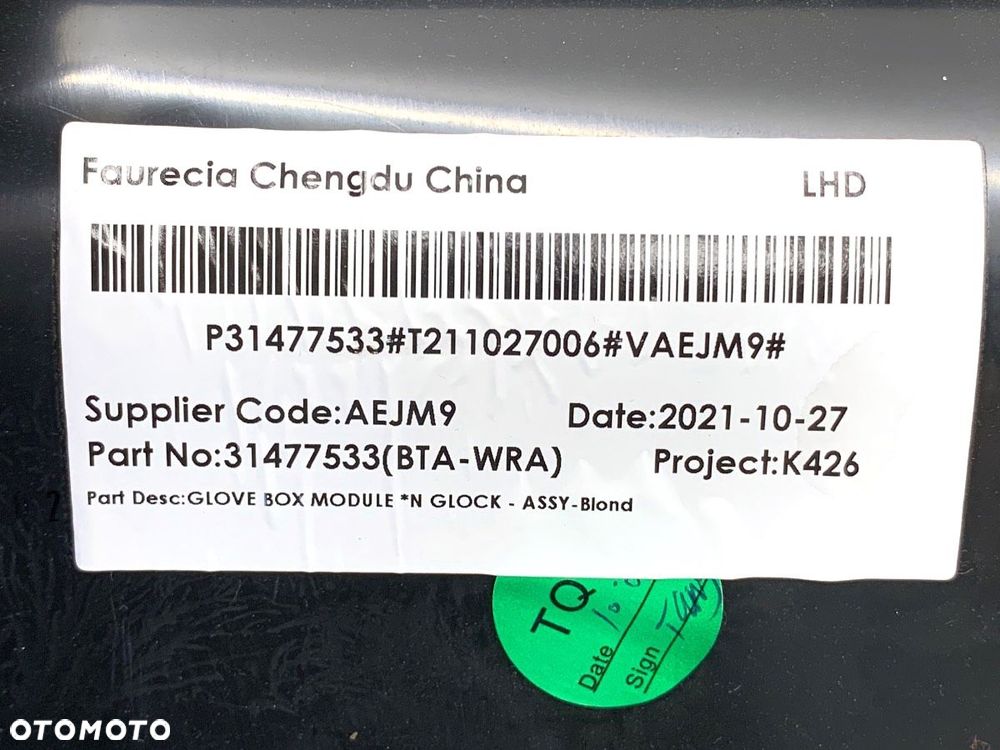 Faurecia Chengdu China
LHD
P31477533#T211027006#VAEJM9#
Supplier Code:AEJM9
Date:2021-10-27
Part No:31477533(BTA-WRA)
Project:K426
Part Desc:GLOVE BOX MODULE *N GLOCK - ASSY-Blond
TQ
Date
Sign
OTOMOTO